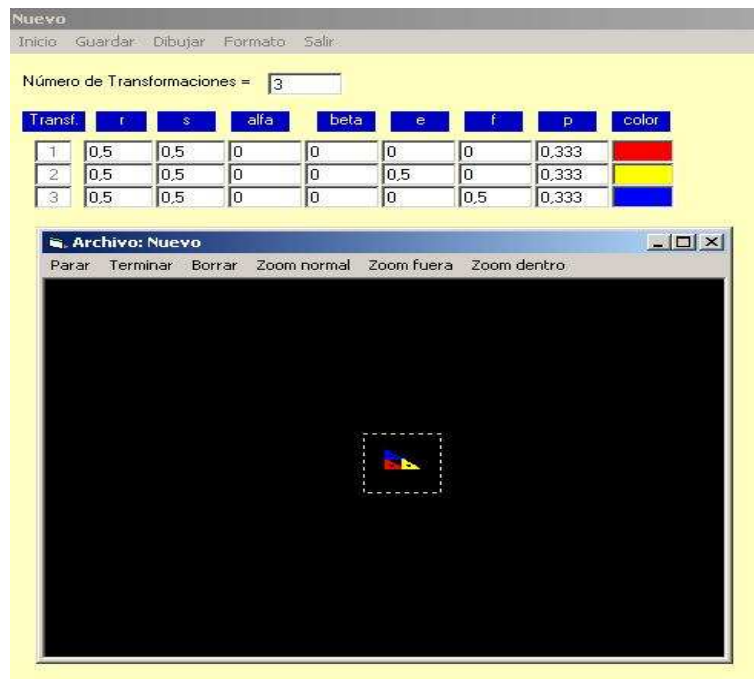 Nuevo
Inicio Guardar Dibujar Formato Salir
Número de Transformaciones = 3
Transf. r s alfa beta e f p color
1 0,5 0,5 0 0 0 0 0,333
2 0,5 0,5 0 0 0,5 0 0,333
3 0,5 0,5 0 0 0 0,5 0,333
Archivo: Nuevo
Parar Terminar Borrar Zoom normal Zoom fuera Zoom dentro